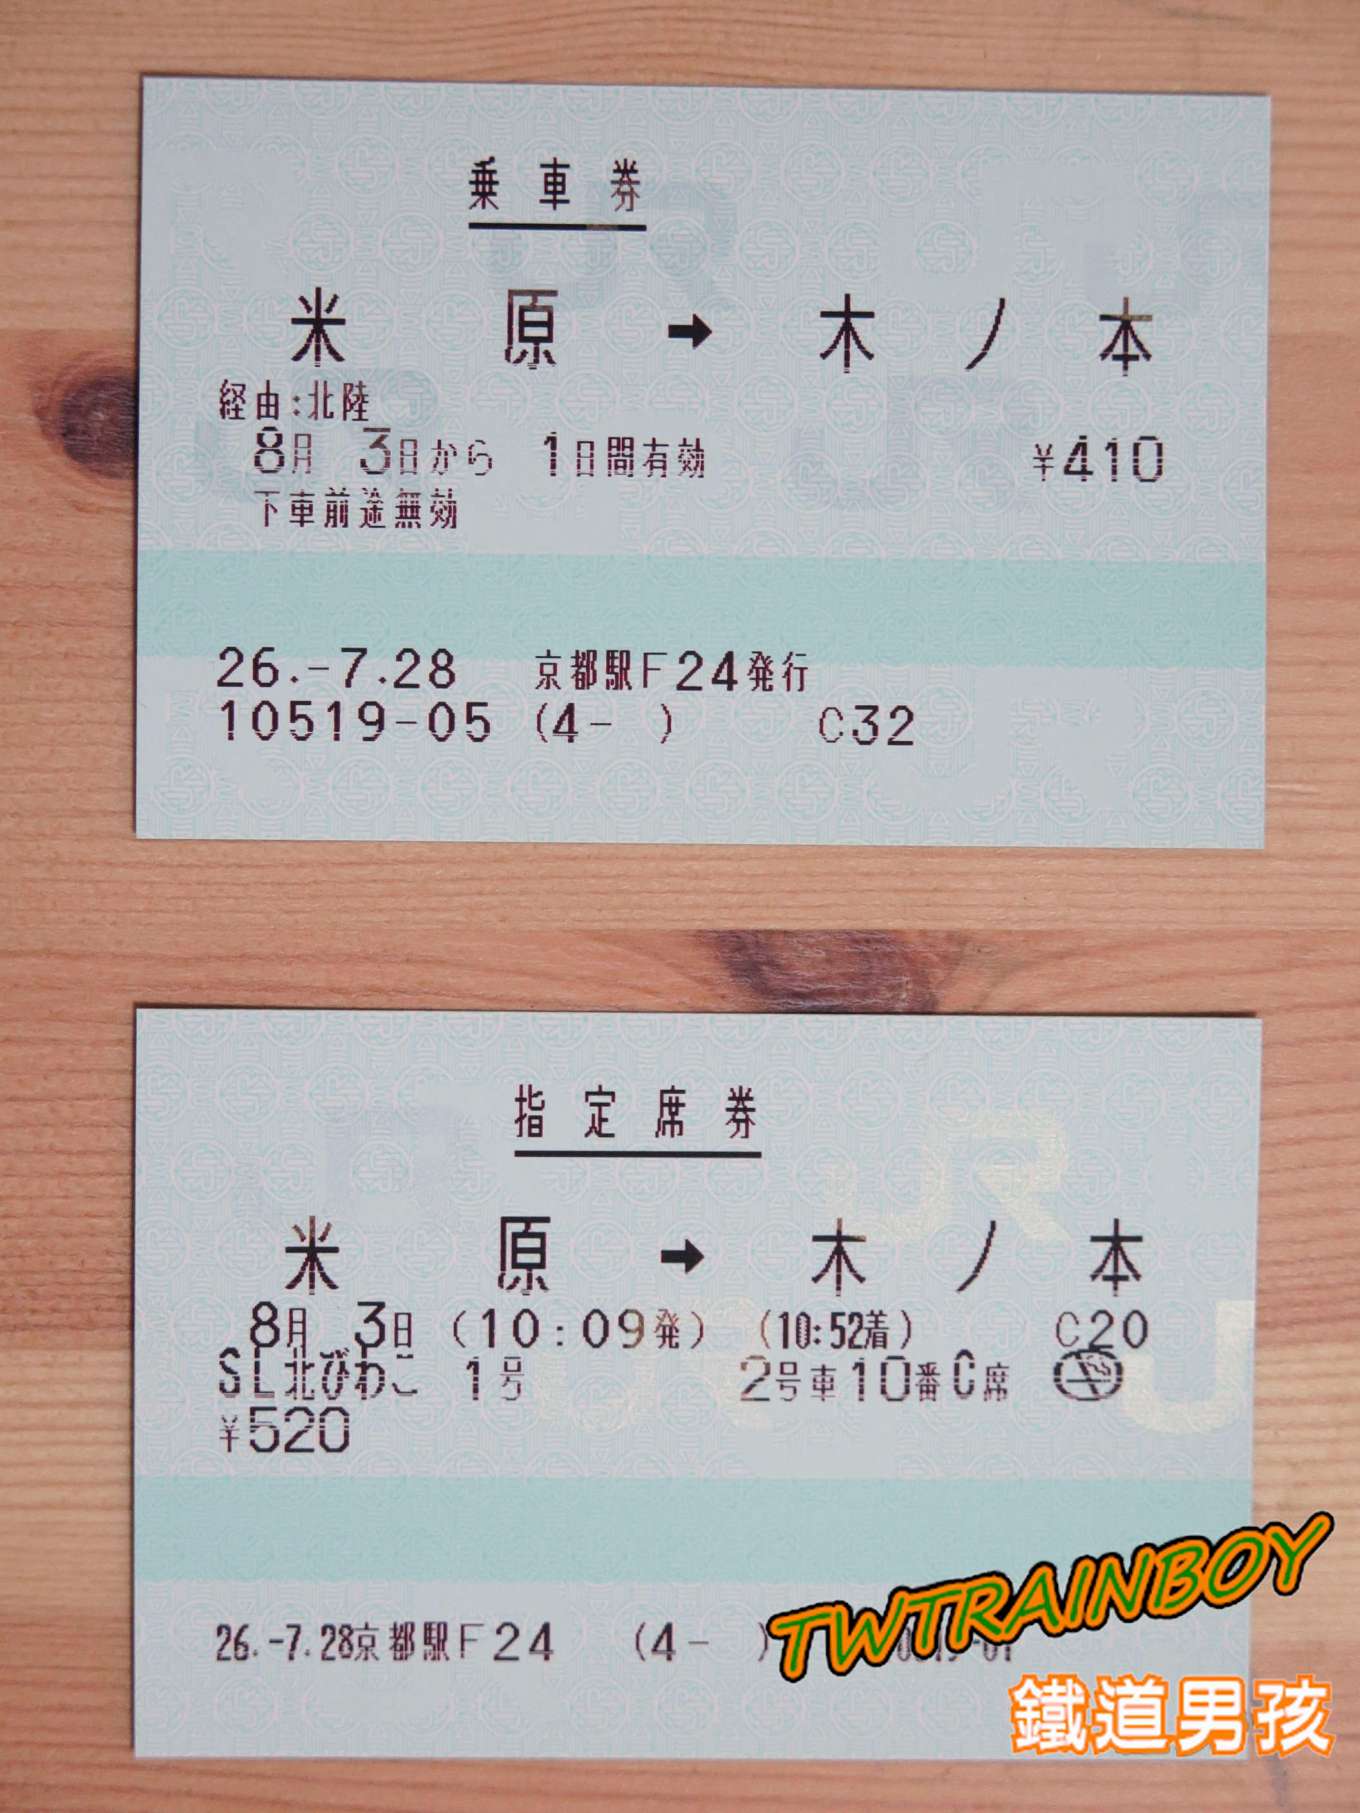 乗車券
米原➡木ノ本
経由:北陸
8月 3日から 1日間有効 ¥410
下車前途無効
26.-7.28 京都駅F24発行
10519-05 (4- ) C32
指定席券
米原➡木ノ本
8月 3日 (10:09発) (10:52着) C20
SL北びわこ 1号 2号車10番C席
¥520
26.-7.28京都駅F24 (4- )
TWTRAINBOY
鐵道男孩